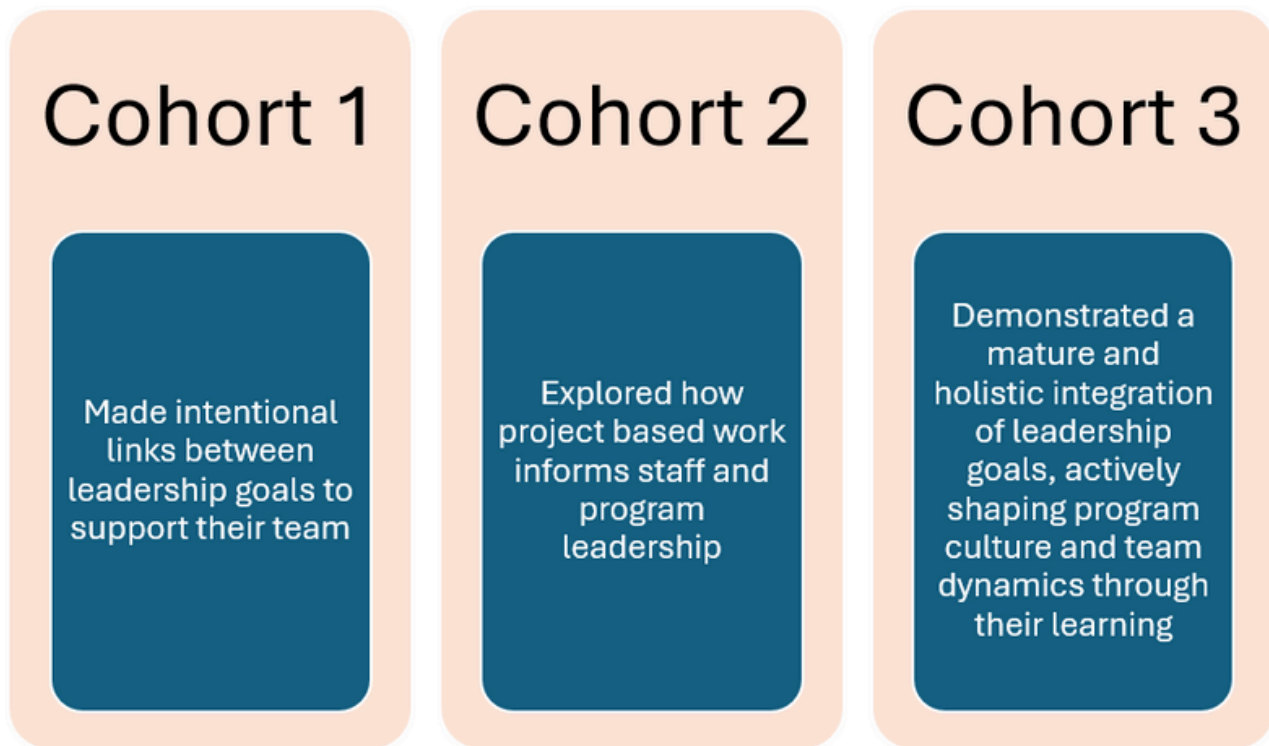 Cohort 1
Made intentional
links between
leadership goals to
support their team
Cohort 2
Explored how
project based work
informs staff and
program
leadership
Cohort 3
Demonstrated a
mature and
holistic integration
of leadership
goals, actively
shaping program
culture and team
dynamics through
their learning